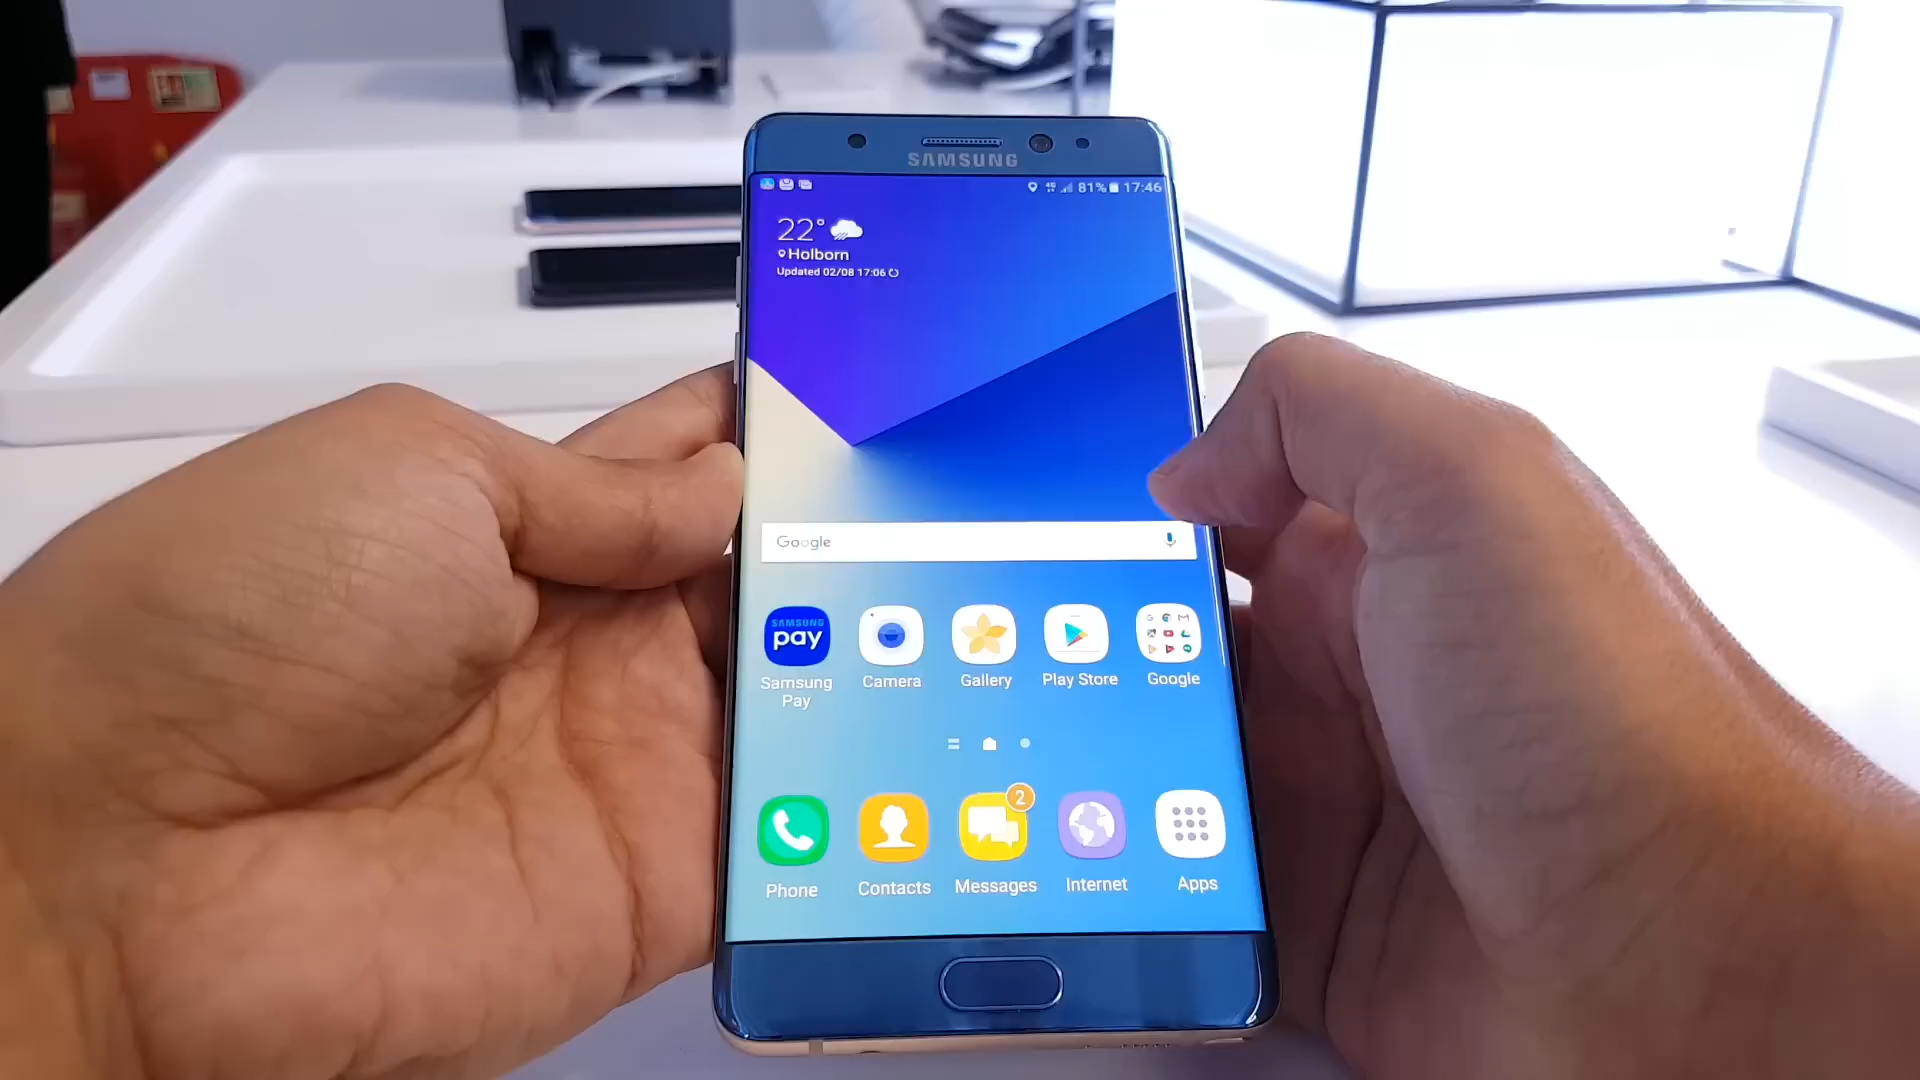 SAMSUNG
4G 81% 17:46
22°
Holborn
Updated 02/08 17:06
Google
SAMSUNG
pay
Samsung
Pay
Camera
Gallery
Play Store
Google
2
Phone
Contacts
Messages
Internet
Apps